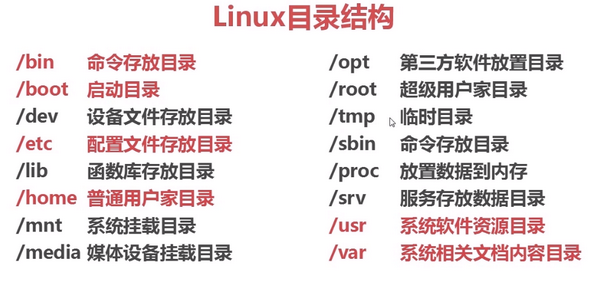 Linux目录结构
/bin 命令存放目录
/boot 启动目录
/dev 设备文件存放目录
/etc 配置文件存放目录
/lib 函数库存放目录
/home 普通用户家目录
/mnt 系统挂载目录
/media 媒体设备挂载目录
/opt 第三方软件放置目录
/root 超级用户家目录
/tmp 临时目录
/sbin 命令存放目录
/proc 放置数据到内存
/srv 服务存放数据目录
/usr 系统软件资源目录
/var 系统相关文档内容目录